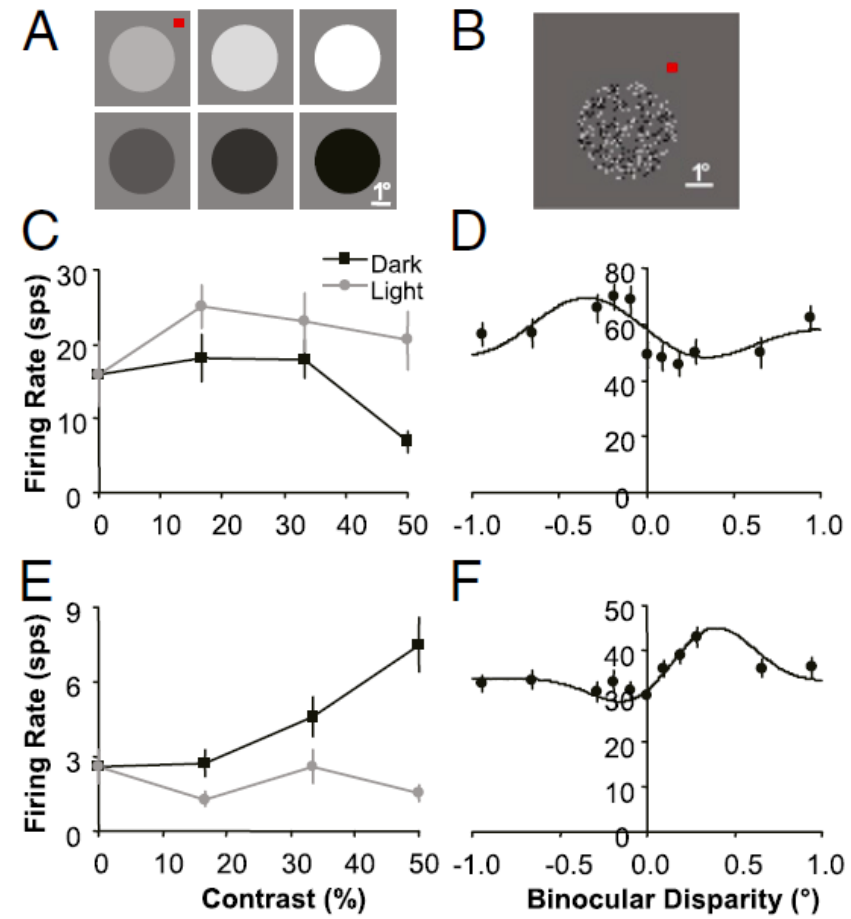 A
B
1°
1°
C
D
Dark
Light
Firing Rate (sps)
30
20
10
0
0 10 20 30 40 50
80
60
40
20
0
-1.0 -0.5 0.0 0.5 1.0
E
F
Firing Rate (sps)
9
6
3
0
0 10 20 30 40 50
Contrast (%)
50
40
30
20
10
0
-1.0 -0.5 0.0 0.5 1.0
Binocular Disparity (°)